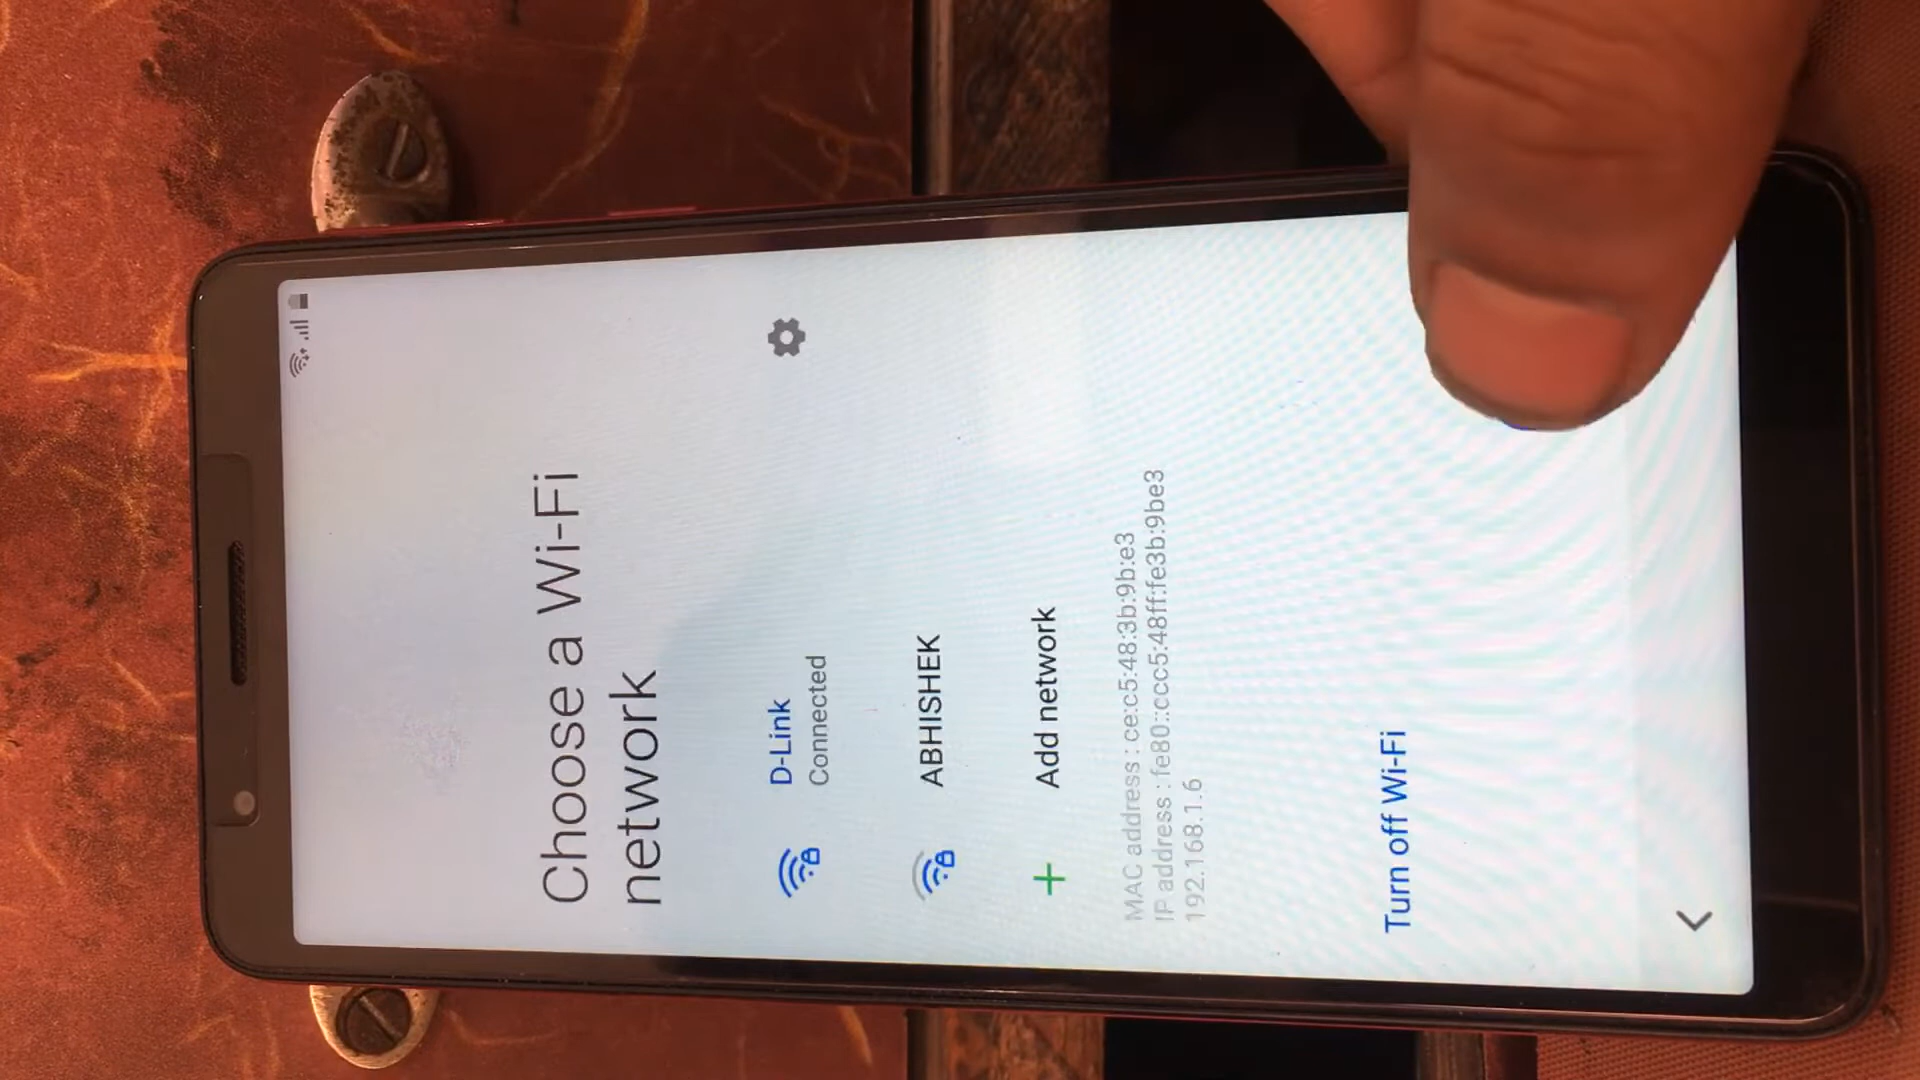 Choose a Wi-Fi
network
D-Link
Connected
ABHISHEK
Add network
MAC address : ce:c5:48:3b:9b:e3
IP address : fe80::ccc5:48ff:fe3b:9be3
192.168.1.6
Turn off Wi-Fi